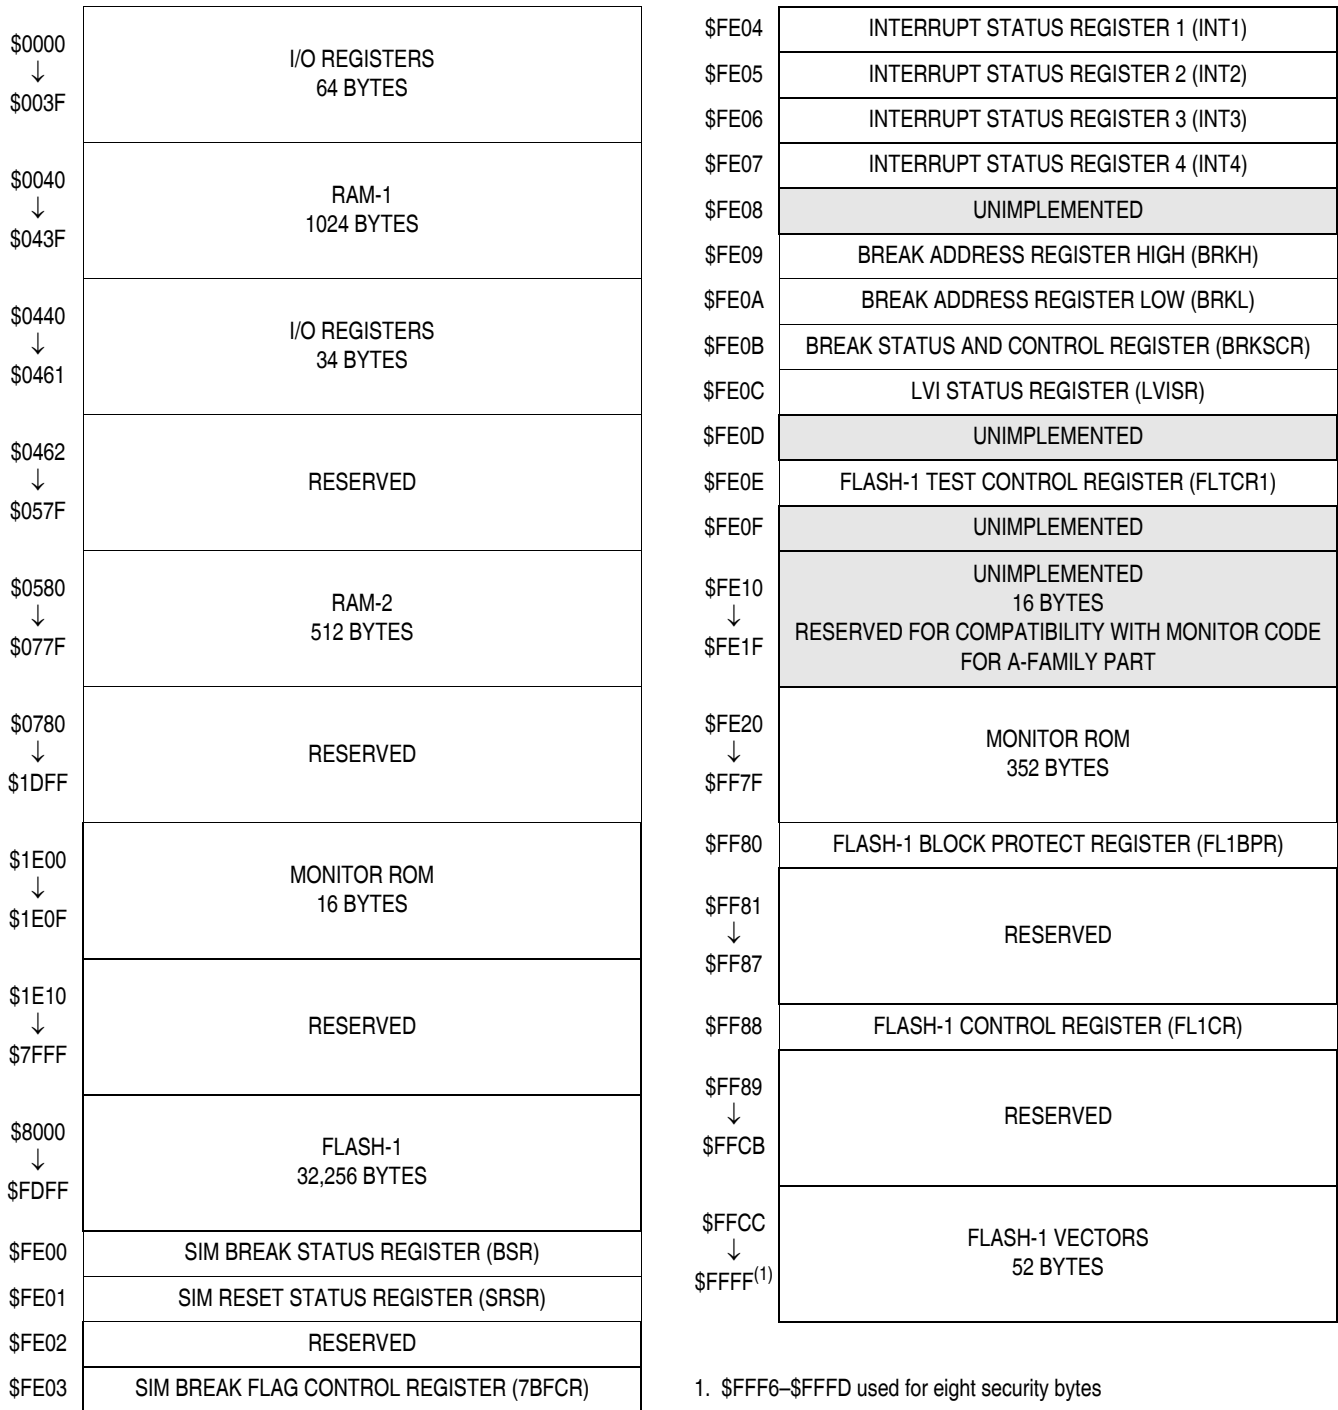 $0000
↓
$003F
I/O REGISTERS
64 BYTES
$0040
↓
$043F
RAM-1
1024 BYTES
$0440
↓
$0461
I/O REGISTERS
34 BYTES
$0462
↓
$057F
RESERVED
$0580
↓
$077F
RAM-2
512 BYTES
$0780
↓
$1DFF
RESERVED
$1E00
↓
$1E0F
MONITOR ROM
16 BYTES
$1E10
↓
$7FFF
RESERVED
$8000
↓
$FDFF
FLASH-1
32,256 BYTES
$FE00 SIM BREAK STATUS REGISTER (BSR)
$FE01 SIM RESET STATUS REGISTER (SRSR)
$FE02 RESERVED
$FE03 SIM BREAK FLAG CONTROL REGISTER (7BFCR)
$FE04 INTERRUPT STATUS REGISTER 1 (INT1)
$FE05 INTERRUPT STATUS REGISTER 2 (INT2)
$FE06 INTERRUPT STATUS REGISTER 3 (INT3)
$FE07 INTERRUPT STATUS REGISTER 4 (INT4)
$FE08 UNIMPLEMENTED
$FE09 BREAK ADDRESS REGISTER HIGH (BRKH)
$FE0A BREAK ADDRESS REGISTER LOW (BRKL)
$FE0B BREAK STATUS AND CONTROL REGISTER (BRKSCR)
$FE0C LVI STATUS REGISTER (LVISR)
$FE0D UNIMPLEMENTED
$FE0E FLASH-1 TEST CONTROL REGISTER (FLTCR1)
$FE0F UNIMPLEMENTED
$FE10
↓
$FE1F
UNIMPLEMENTED
16 BYTES
RESERVED FOR COMPATIBILITY WITH MONITOR CODE
FOR A-FAMILY PART
$FE20
↓
$FF7F
MONITOR ROM
352 BYTES
$FF80 FLASH-1 BLOCK PROTECT REGISTER (FL1BPR)
$FF81
↓
$FF87
RESERVED
$FF88 FLASH-1 CONTROL REGISTER (FL1CR)
$FF89
↓
$FFCB
RESERVED
$FFCC
↓
$FFFF(1)
FLASH-1 VECTORS
52 BYTES
1. $FFF6–$FFFD used for eight security bytes